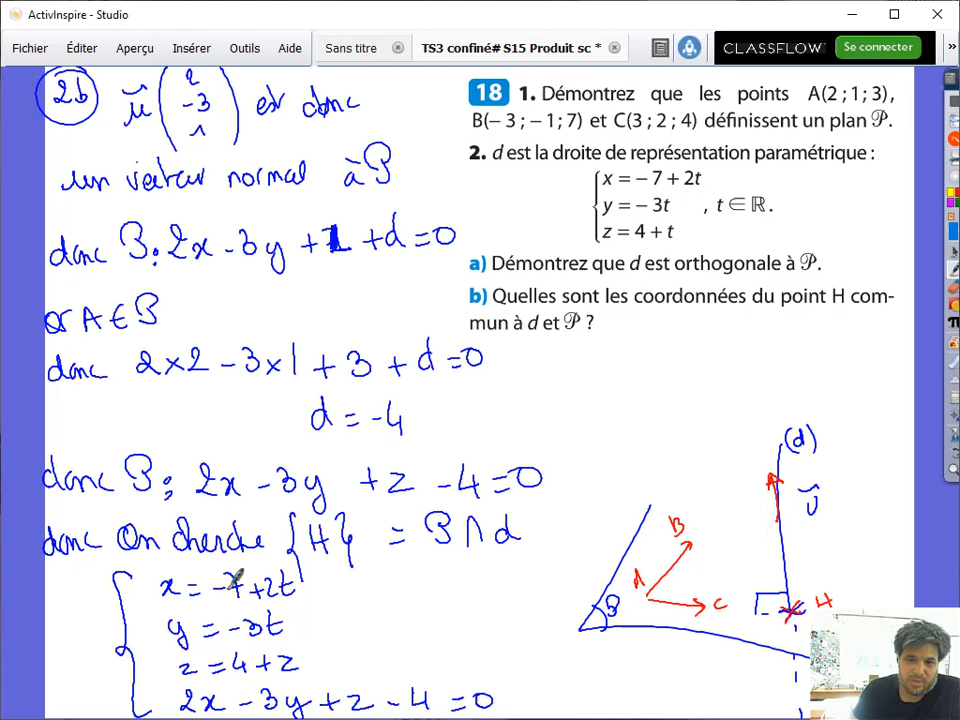 ActivInspire - Studio
Fichier Éditer Aperçu Insérer Outils Aide Sans titre TS3 confiné# S15 Produit sc * CLASSFLOW Se connecter »
2b u (2 -3 1) est donc
un vecteur normal à P
donc P: 2x - 3y + z + d = 0
or A ∈ P
donc 2×2 - 3×1 + 3 + d = 0
d = -4
donc P: 2x - 3y + z - 4 = 0
donc On cherche {H} = P ∩ d
x = -7 + 2t
y = -3t
z = 4 + z
2x - 3y + z - 4 = 0
18 1. Démontrez que les points A(2 ; 1 ; 3),
B(− 3 ; − 1 ; 7) et C(3 ; 2 ; 4) définissent un plan 𝒫.
2. d est la droite de représentation paramétrique :
x = − 7 + 2t
y = − 3t , t ∈ ℝ.
z = 4 + t
a) Démontrez que d est orthogonale à 𝒫.
b) Quelles sont les coordonnées du point H com-
mun à d et 𝒫 ?
(d)
U
B
A
C
P
H